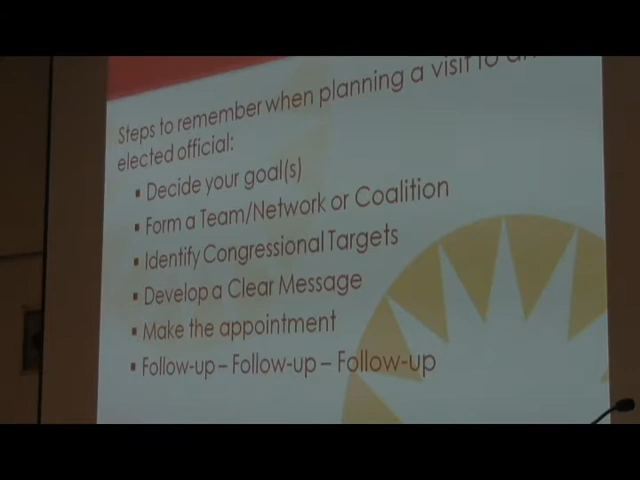 Steps to remember when planning a visit to an
elected official:
▪ Decide your goal(s)
▪ Form a Team/Network or Coalition
▪ Identify Congressional Targets
▪ Develop a Clear Message
▪ Make the appointment
▪ Follow-up – Follow-up – Follow-up